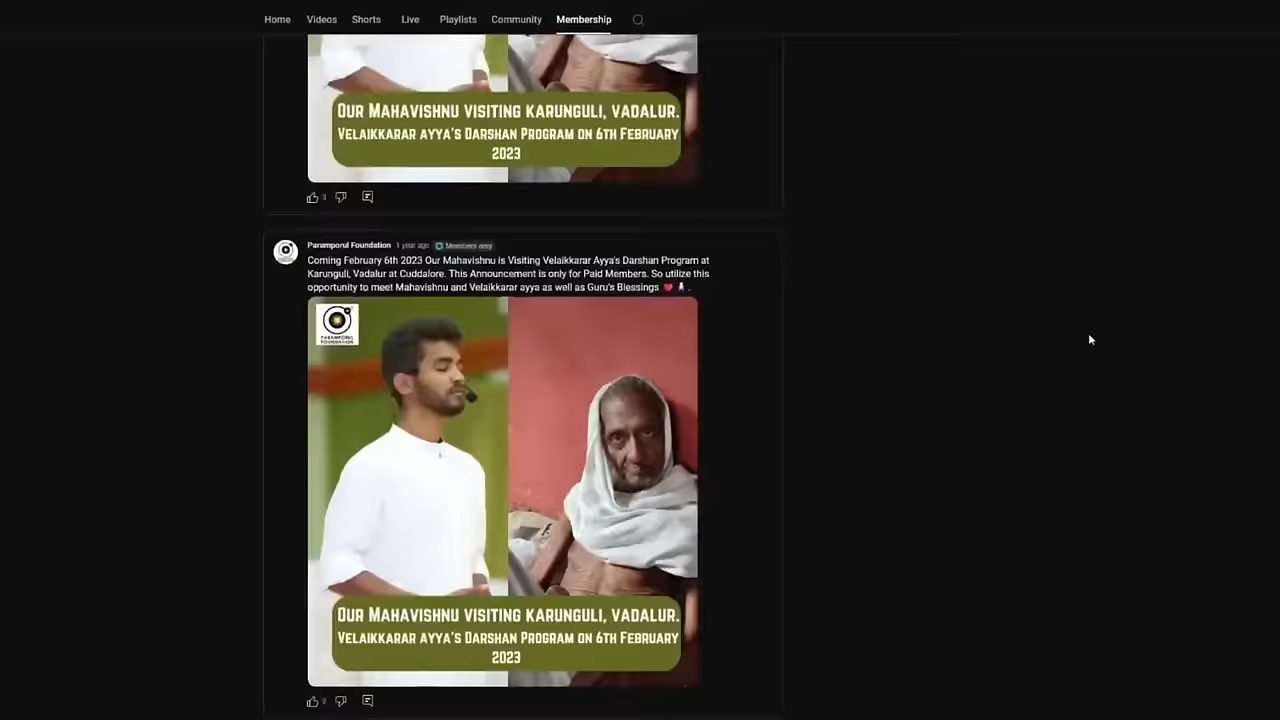 Home Videos Shorts Live Playlists Community Membership
OUR MAHAVISHNU VISITING KARUNGULI, VADALUR.
VELAIKKARAR AYYA'S DARSHAN PROGRAM ON 6TH FEBRUARY
2023
3
Paramporul Foundation 1 year ago Members only
Coming February 6th 2023 Our Mahavishnu is Visiting Velaikkarar Ayya's Darshan Program at
Karunguli, Vadalur at Cuddalore. This Announcement is only for Paid Members. So utilize this
opportunity to meet Mahavishnu and Velaikkarar ayya as well as Guru's Blessings ❤️ .
PARAMPORUL
FOUNDATION
OUR MAHAVISHNU VISITING KARUNGULI, VADALUR.
VELAIKKARAR AYYA'S DARSHAN PROGRAM ON 6TH FEBRUARY
2023
2